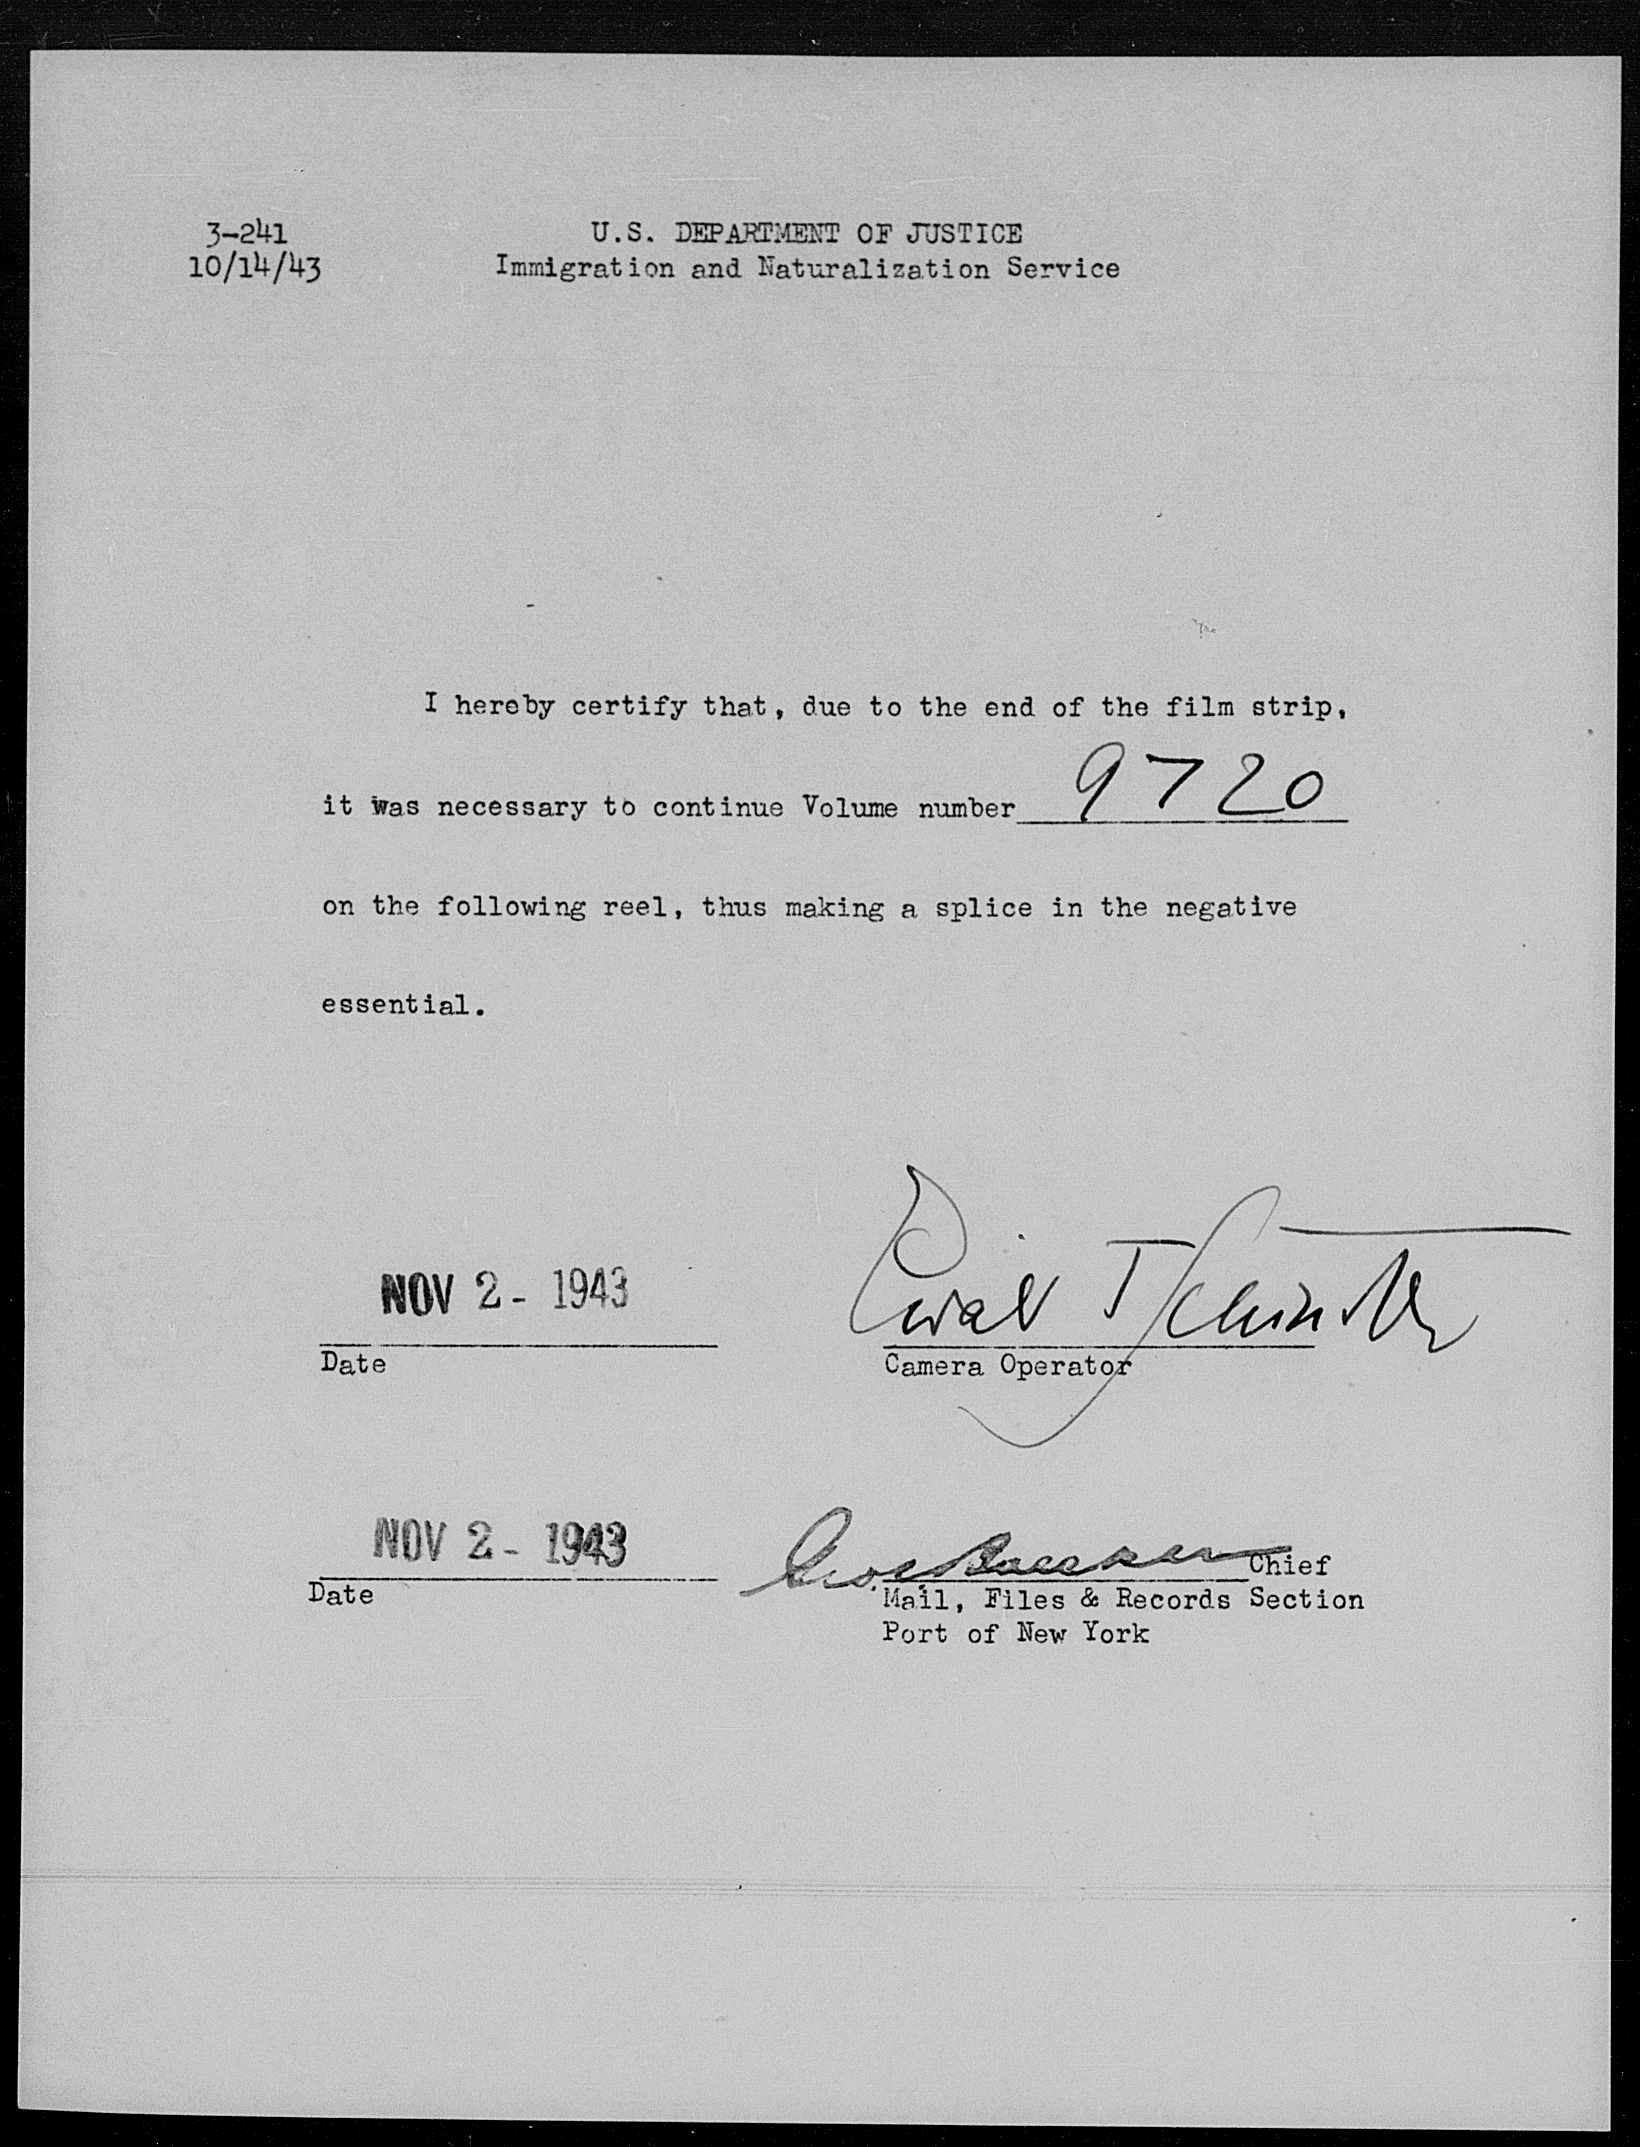 3-241
10/14/43
U.S. DEPARTMENT OF JUSTICE
Immigration and Naturalization Service
I hereby certify that, due to the end of the film strip,
it was necessary to continue Volume number 9720
on the following reel, thus making a splice in the negative
essential.
NOV 2 - 1943
Date
Camera Operator
NOV 2 - 1943
Date
Chief
Mail, Files & Records Section
Port of New York